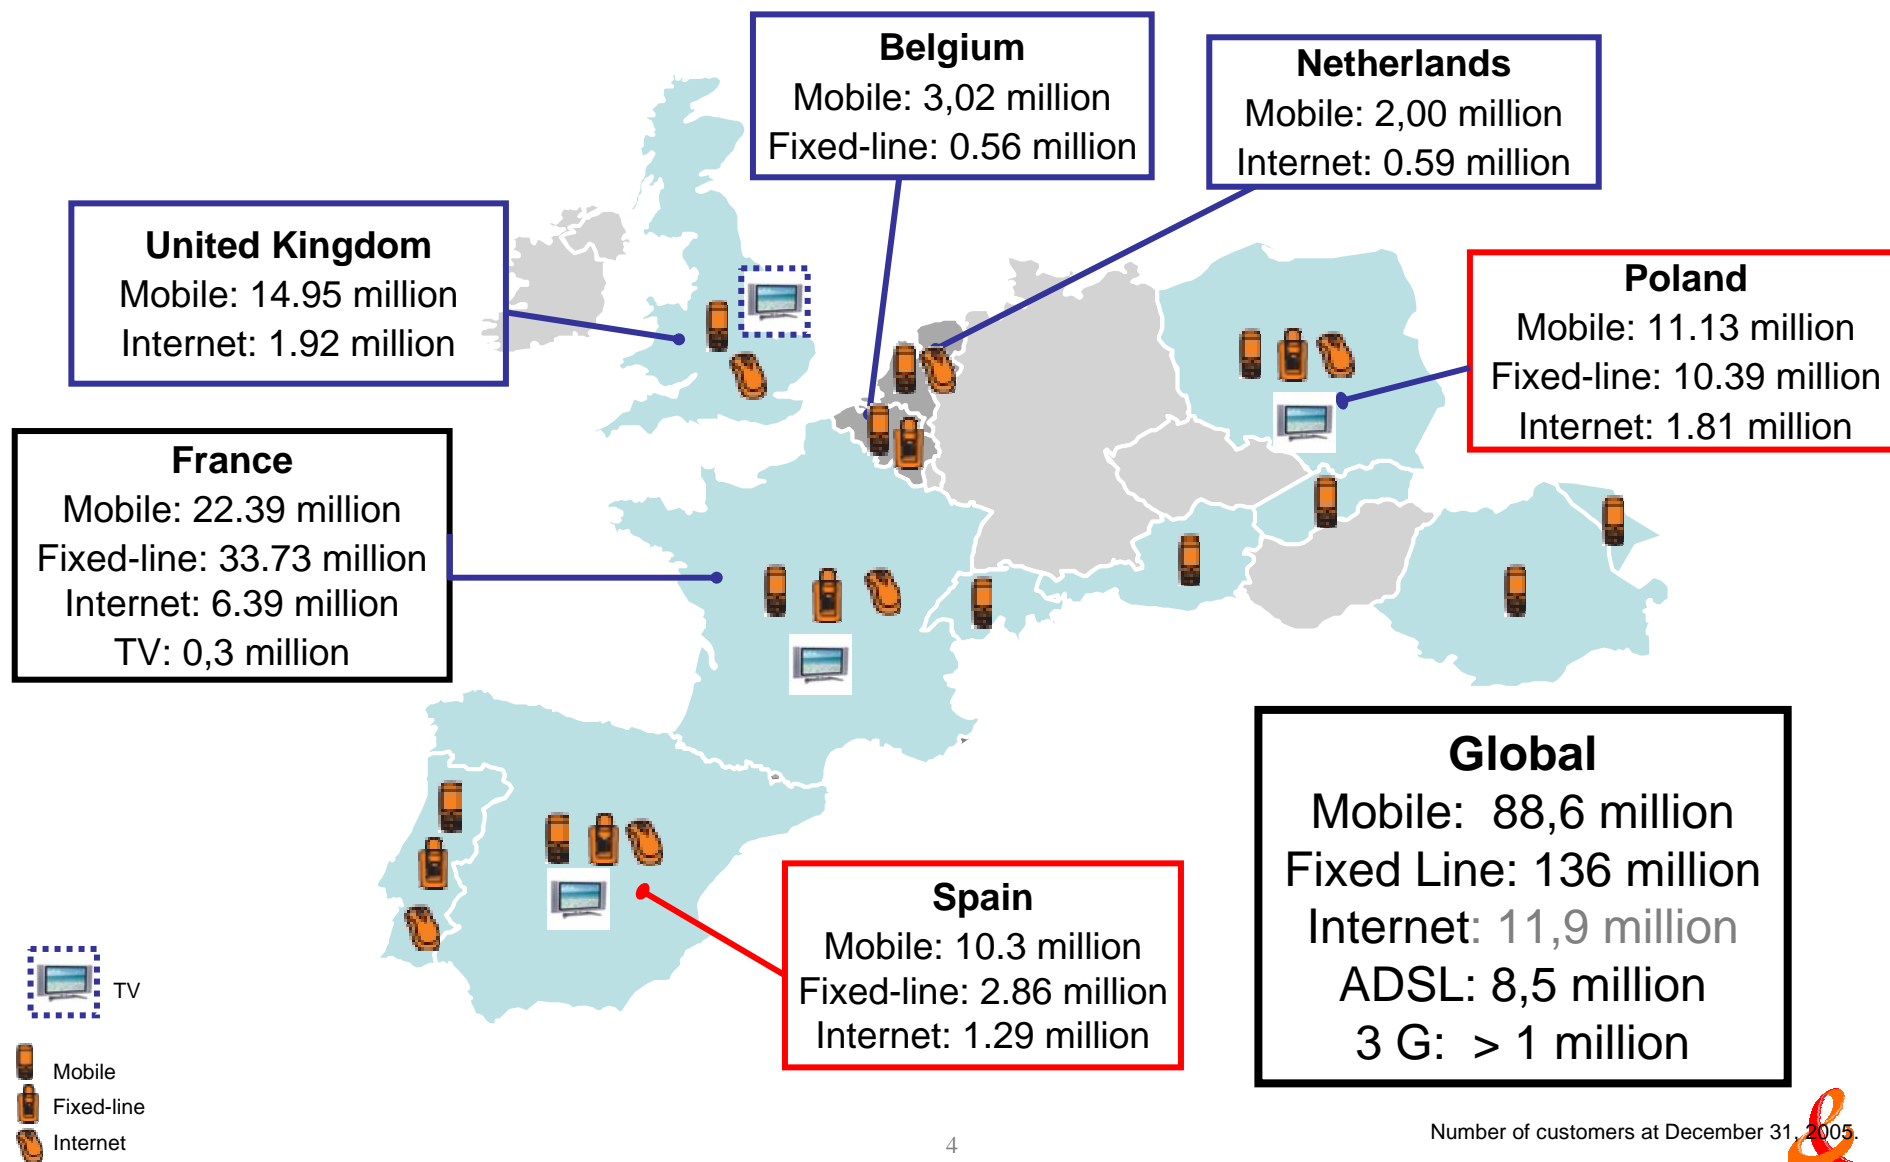 Belgium
Mobile: 3,02 million
Fixed-line: 0.56 million
Netherlands
Mobile: 2,00 million
Internet: 0.59 million
United Kingdom
Mobile: 14.95 million
Internet: 1.92 million
Poland
Mobile: 11.13 million
Fixed-line: 10.39 million
Internet: 1.81 million
France
Mobile: 22.39 million
Fixed-line: 33.73 million
Internet: 6.39 million
TV: 0,3 million
Spain
Mobile: 10.3 million
Fixed-line: 2.86 million
Internet: 1.29 million
Global
Mobile: 88,6 million
Fixed Line: 136 million
Internet: 11,9 million
ADSL: 8,5 million
3 G: > 1 million
TV
Mobile
Fixed-line
Internet
4
Number of customers at December 31, 2005.